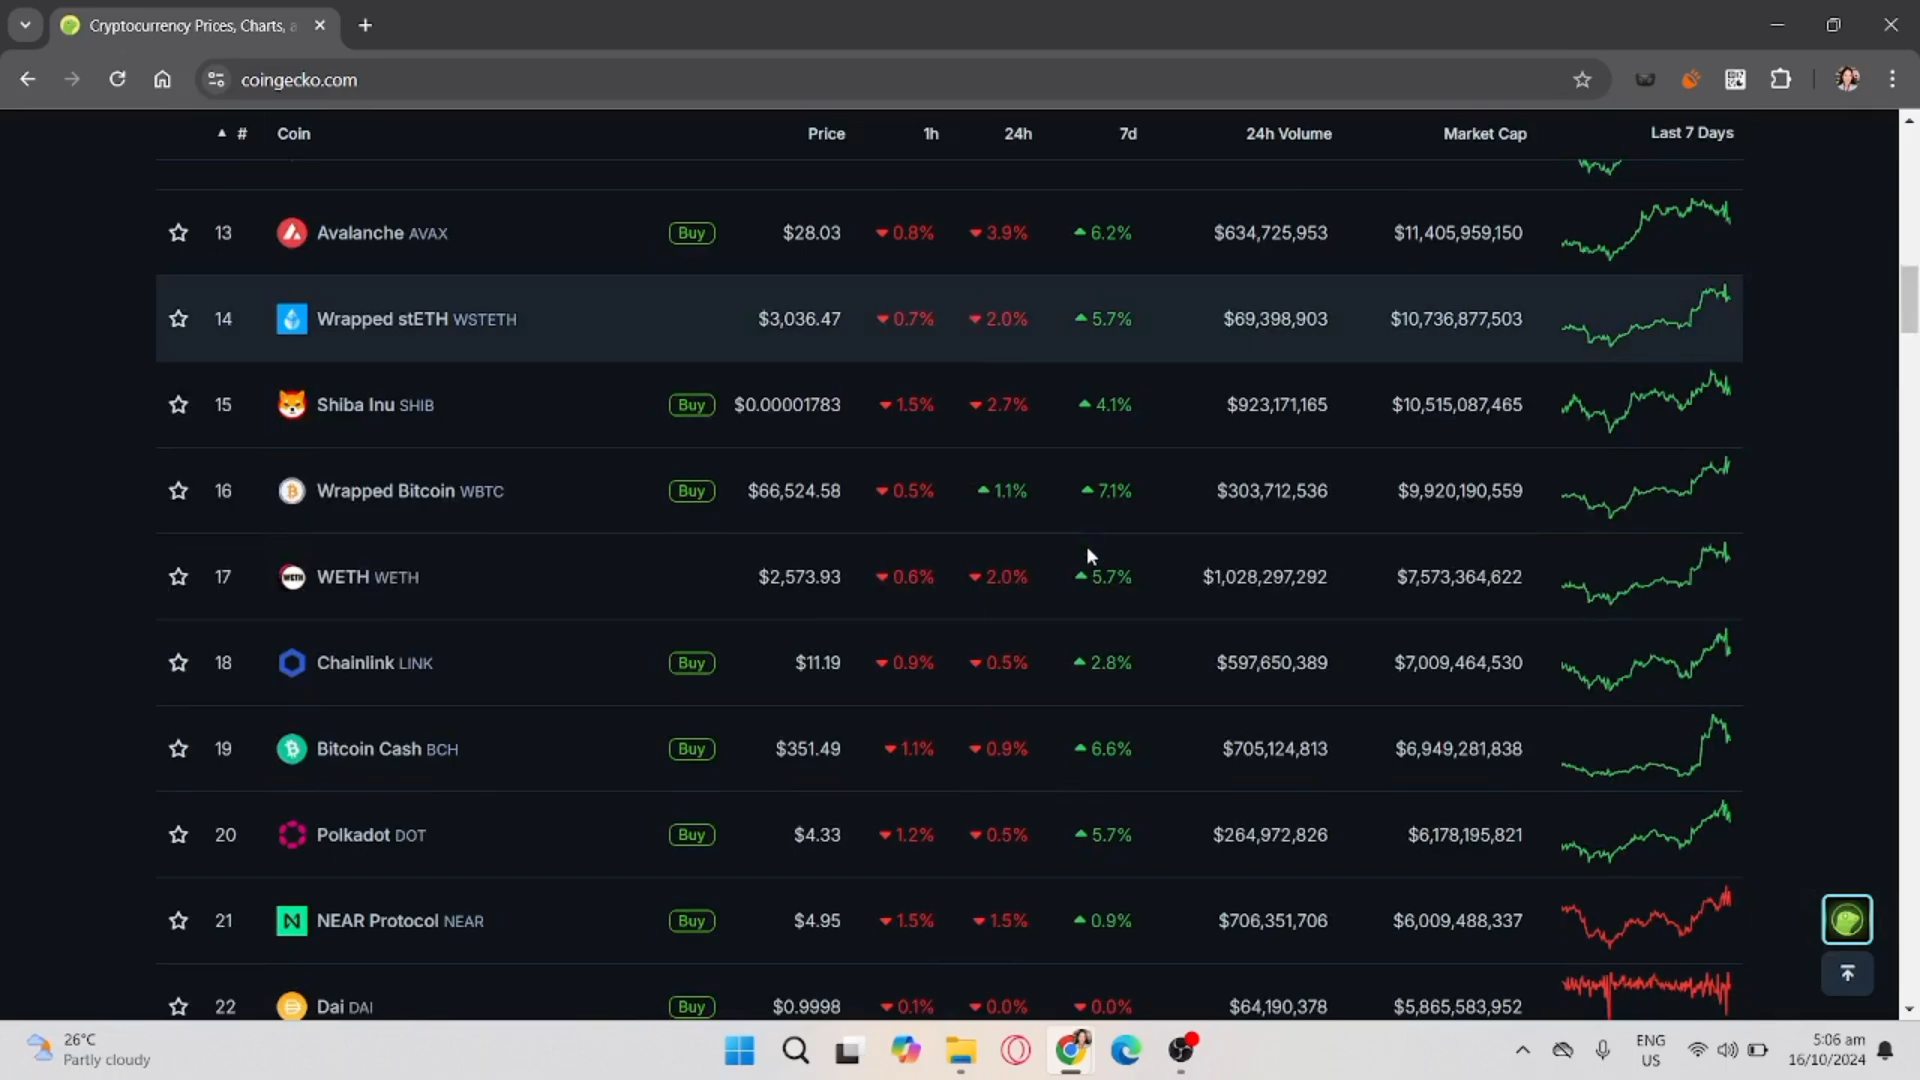 Cryptocurrency Prices, Charts, a
coingecko.com
# Coin Price 1h 24h 7d 24h Volume Market Cap Last 7 Days
13 Avalanche AVAX Buy $28.03 0.8% 3.9% 6.2% $634,725,953 $11,405,959,150
14 Wrapped stETH WSTETH $3,036.47 0.7% 2.0% 5.7% $69,398,903 $10,736,877,503
15 Shiba Inu SHIB Buy $0.00001783 1.5% 2.7% 4.1% $923,171,165 $10,515,087,465
16 Wrapped Bitcoin WBTC Buy $66,524.58 0.5% 1.1% 7.1% $303,712,536 $9,920,190,559
17 WETH WETH WETH $2,573.93 0.6% 2.0% 5.7% $1,028,297,292 $7,573,364,622
18 Chainlink LINK Buy $11.19 0.9% 0.5% 2.8% $597,650,389 $7,009,464,530
19 Bitcoin Cash BCH Buy $351.49 1.1% 0.9% 6.6% $705,124,813 $6,949,281,838
20 Polkadot DOT Buy $4.33 1.2% 0.5% 5.7% $264,972,826 $6,178,195,821
21 NEAR Protocol NEAR Buy $4.95 1.5% 1.5% 0.9% $706,351,706 $6,009,488,337
22 Dai DAI Buy $0.9998 0.1% 0.0% 0.0% $64,190,378 $5,865,583,952
26°C
Partly cloudy
ENG
US
5:06 am
16/10/2024